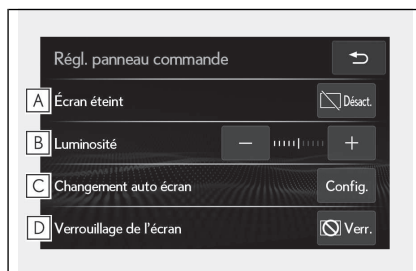 Régl. panneau commande
A Écran éteint Désact.
B Luminosité − +
C Changement auto écran Config.
D Verrouillage de l'écran Verr.